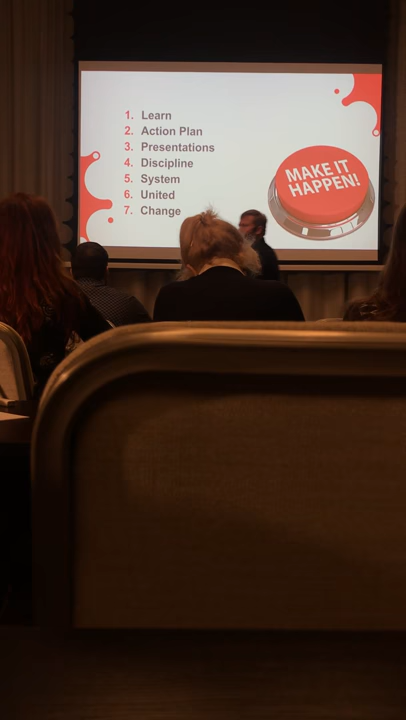 1. Learn
2. Action Plan
3. Presentations
4. Discipline
5. System
6. United
7. Change
MAKE IT
HAPPEN!